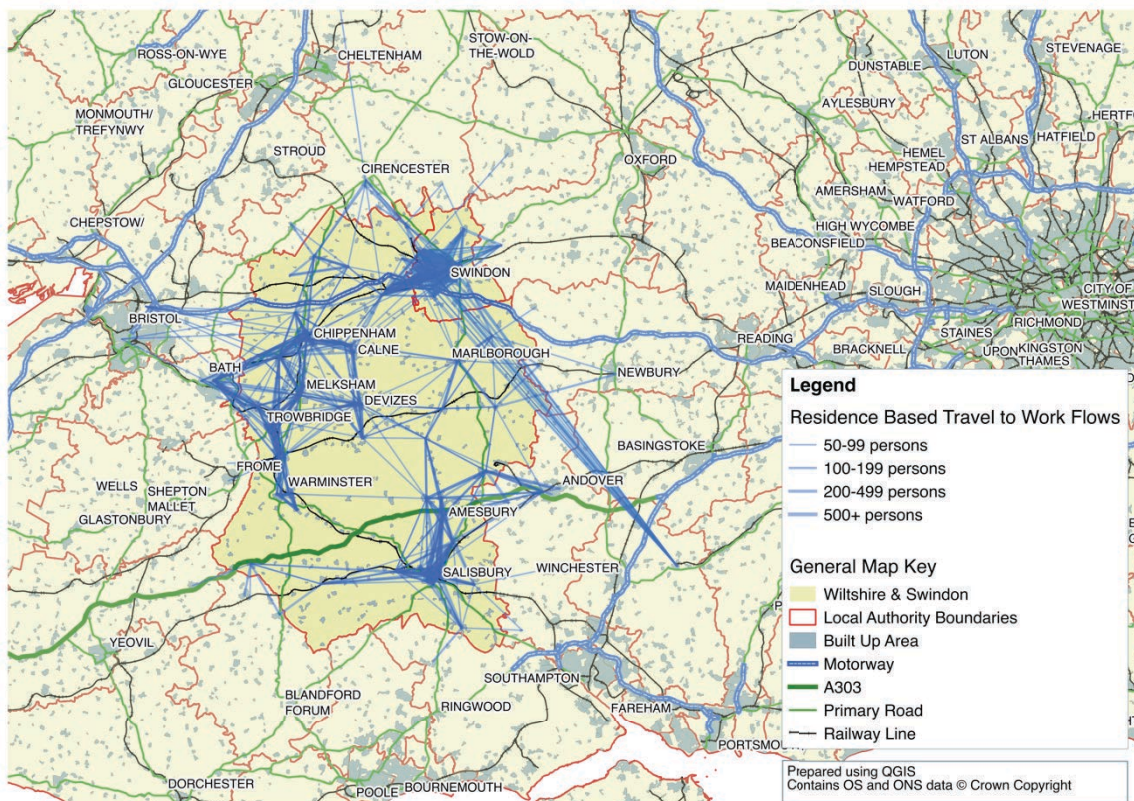 ROSS-ON-WYE
CHELTENHAM
STOW-ON-
THE-WOLD
GLOUCESTER
LUTON
DUNSTABLE
STEVENAGE
MONMOUTH/
TREFYNWY
AYLESBURY
HERTF
STROUD
OXFORD
ST ALBANS
HATFIELD
HEMEL
HEMPSTEAD
CIRENCESTER
AMERSHAM
WATFORD
CHEPSTOW/
HIGH WYCOMBE
BEACONSFIELD
SWINDON
MAIDENHEAD
SLOUGH
CITY OF
WESTMINST
BRISTOL
CHIPPENHAM
CALNE
MARLBOROUGH
READING
STAINES
RICHMOND
BRACKNELL
UPON
KINGSTON
THAMES
BATH
NEWBURY
MELKSHAM
DEVIZES
TROWBRIDGE
BASINGSTOKE
FROME
WARMINSTER
ANDOVER
WELLS
SHEPTON
MALLET
GLASTONBURY
AMESBURY
SALISBURY
WINCHESTER
YEOVIL
SOUTHAMPTON
BLANDFORD
FORUM
RINGWOOD
FAREHAM
PORTSMOU
DORCHESTER
POOLE
BOURNEMOUTH
Legend
Residence Based Travel to Work Flows
50-99 persons
100-199 persons
200-499 persons
500+ persons
General Map Key
Wiltshire & Swindon
Local Authority Boundaries
Built Up Area
Motorway
A303
Primary Road
Railway Line
Prepared using QGIS
Contains OS and ONS data © Crown Copyright